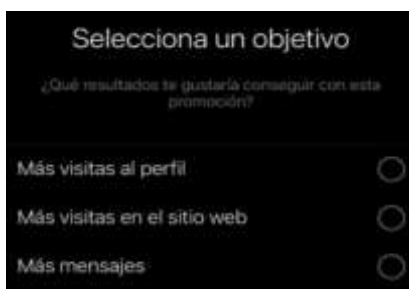 Selecciona un objetivo
¿Qué resultados te gustaría conseguir con esta
promoción?
Más visitas al perfil
Más visitas en el sitio web
Más mensajes